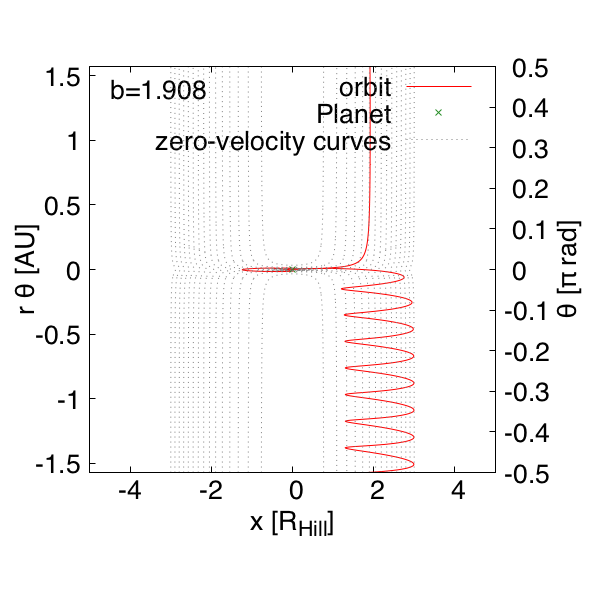 b=1.908
orbit
Planet
zero-velocity curves
1.5
1
0.5
0
-0.5
-1
-1.5
r θ [AU]
0.5
0.4
0.3
0.2
0.1
0
-0.1
-0.2
-0.3
-0.4
-0.5
θ [π rad]
-4 -2 0 2 4
x [R_Hill]